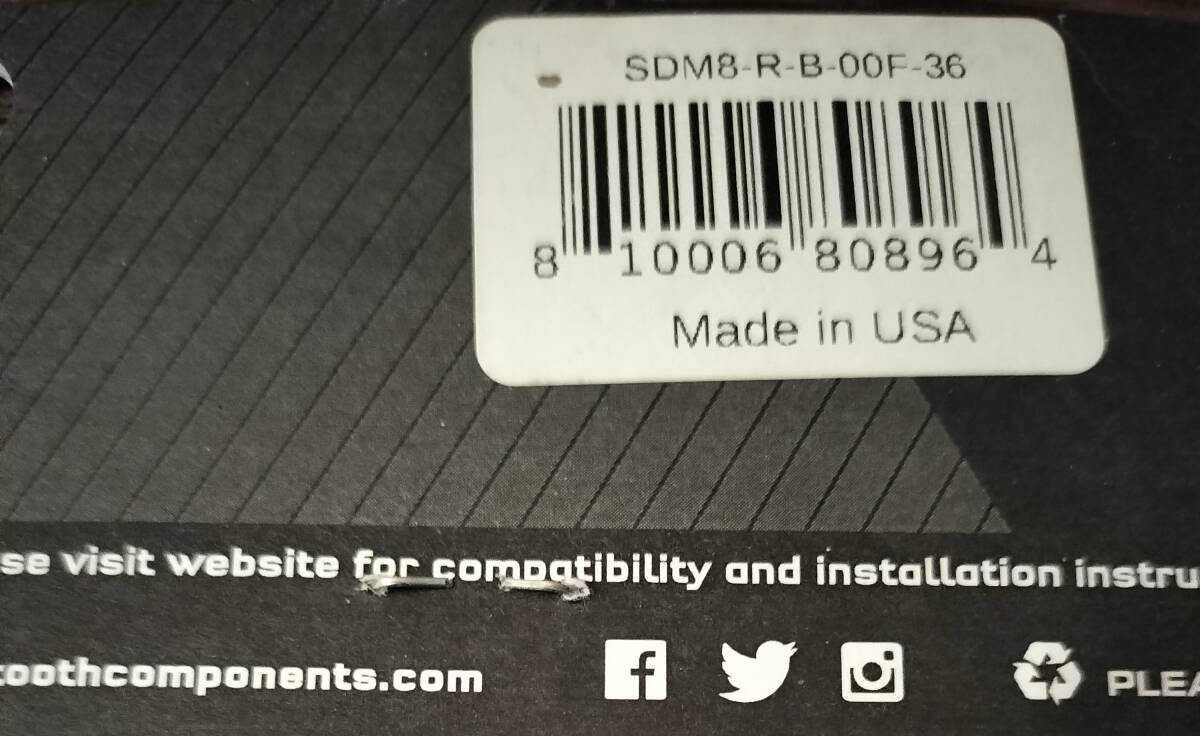 SDM8-R-B-00F-36
8 10006 80896 4
Made in USA
se visit website for compatibility and installation instru
toothcomponents.com
PLEA